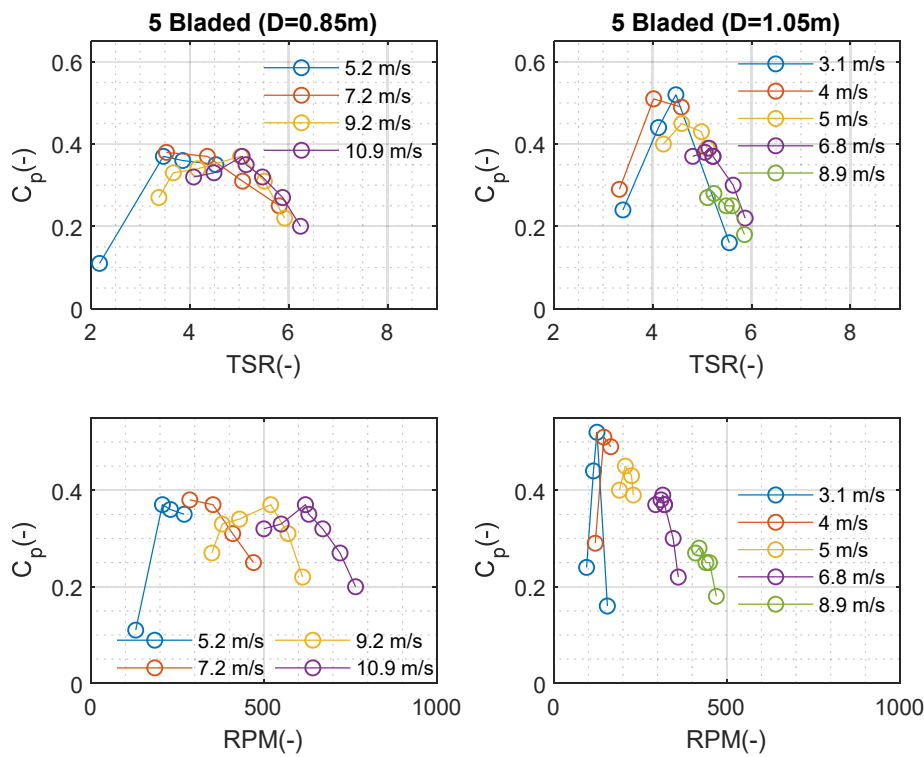 5 Bladed (D=0.85m)
0.6
0.4
0.2
0
C_p(-)
5.2 m/s
7.2 m/s
9.2 m/s
10.9 m/s
2
4
6
8
TSR(-)
5 Bladed (D=1.05m)
0.6
0.4
0.2
0
C_p(-)
3.1 m/s
4 m/s
5 m/s
6.8 m/s
8.9 m/s
2
4
6
8
TSR(-)
0.4
0.2
0
C_p(-)
5.2 m/s
7.2 m/s
9.2 m/s
10.9 m/s
0
500
1000
RPM(-)
0.4
0.2
0
C_p(-)
3.1 m/s
4 m/s
5 m/s
6.8 m/s
8.9 m/s
0
500
1000
RPM(-)